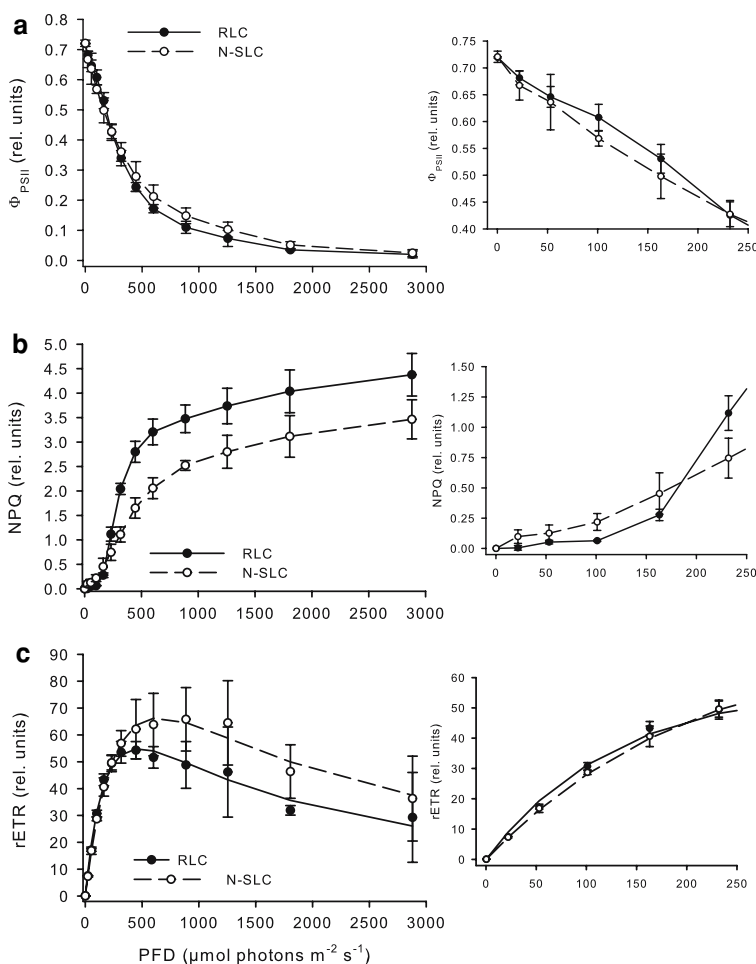 a
Φ PSII (rel. units)
0.8
0.7
0.6
0.5
0.4
0.3
0.2
0.1
0.0
RLC
N-SLC
0 500 1000 1500 2000 2500 3000
Φ PSII (rel. units)
0.75
0.70
0.65
0.60
0.55
0.50
0.45
0.40
0 50 100 150 200 250
b
NPQ (rel. units)
5.0
4.5
4.0
3.5
3.0
2.5
2.0
1.5
1.0
0.5
0.0
RLC
N-SLC
0 500 1000 1500 2000 2500 3000
NPQ (rel. units)
1.50
1.25
1.00
0.75
0.50
0.25
0.00
0 50 100 150 200 250
c
rETR (rel. units)
90
80
70
60
50
40
30
20
10
0
RLC
N-SLC
0 500 1000 1500 2000 2500 3000
PFD (µmol photons m⁻² s⁻¹)
rETR (rel. units)
60
50
40
30
20
10
0
0 50 100 150 200 250